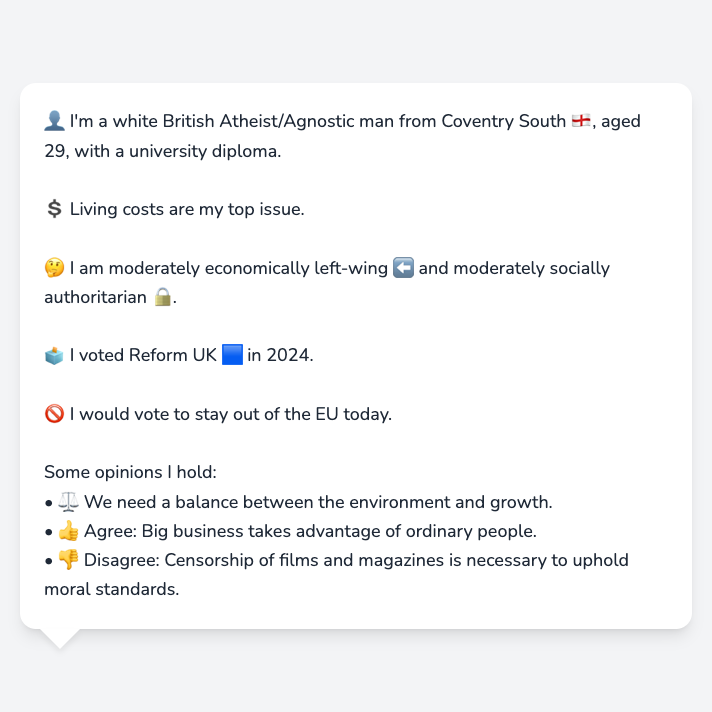 👤 I'm a white British Atheist/Agnostic man from Coventry South 🏴󠁧󠁢󠁥󠁮󠁧󠁿, aged
29, with a university diploma.
💲 Living costs are my top issue.
🤔 I am moderately economically left-wing ⬅️ and moderately socially
authoritarian 🔒.
🗳️ I voted Reform UK 🟦 in 2024.
🚫 I would vote to stay out of the EU today.
Some opinions I hold:
• ⚖️ We need a balance between the environment and growth.
• 👍 Agree: Big business takes advantage of ordinary people.
• 👎 Disagree: Censorship of films and magazines is necessary to uphold
moral standards.